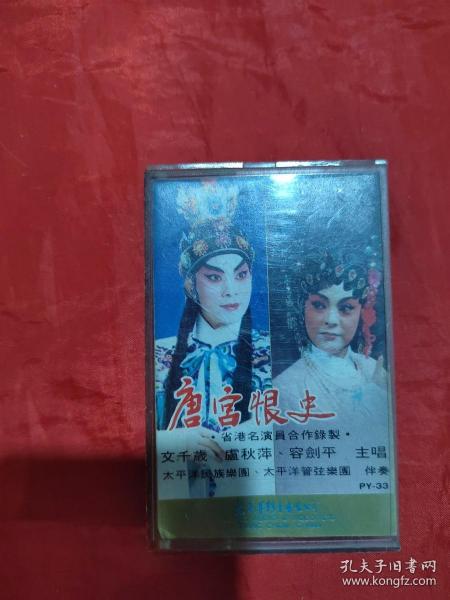 唐宮恨史
·省港名演員合作錄製·
文千歲、盧秋萍、容劍平 主唱
太平洋民族樂團、太平洋管弦樂團 伴奏
PY-33
孔夫子旧书网
www.kongfz.com